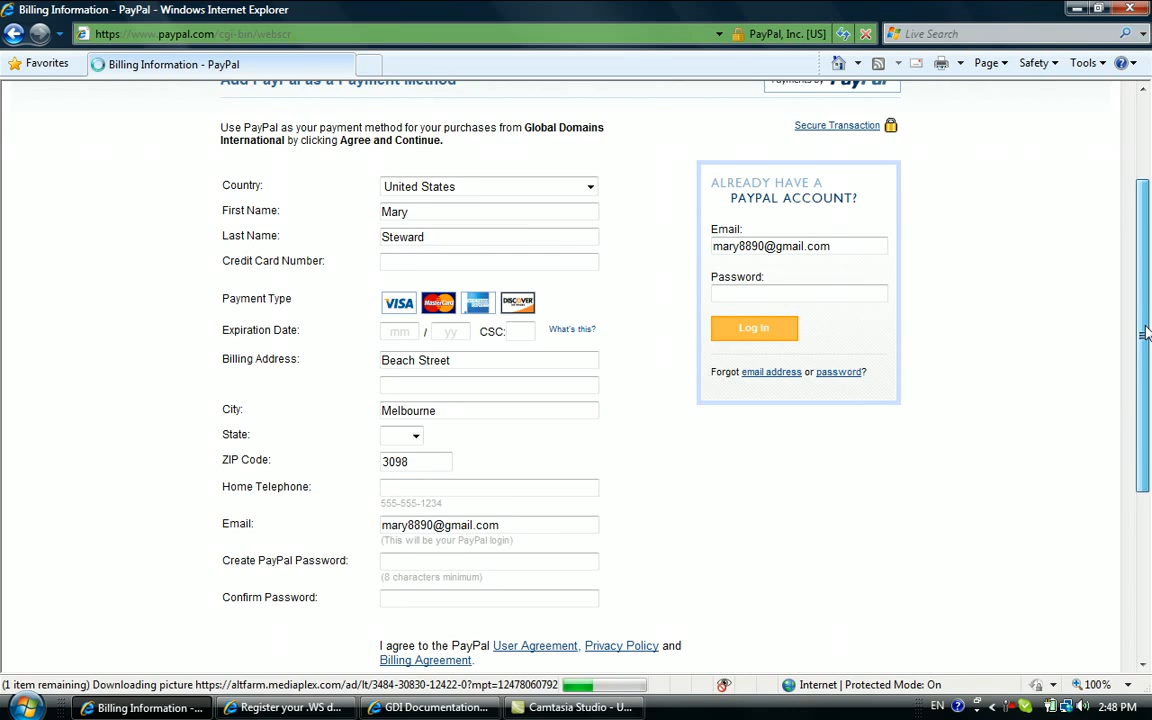 Billing Information - PayPal - Windows Internet Explorer
https://www.paypal.com/cgi-bin/webscr
PayPal, Inc. [US]
Live Search
Favorites
Billing Information - PayPal
Page
Safety
Tools
Add PayPal as a Payment Method
Payments by PayPal
Use PayPal as your payment method for your purchases from Global Domains
International by clicking Agree and Continue.
Secure Transaction
Country:
United States
First Name:
Mary
Last Name:
Steward
Credit Card Number:
Payment Type
VISA
MasterCard
DISCOVER
Expiration Date:
mm / yy
CSC:
What's this?
Billing Address:
Beach Street
City:
Melbourne
State:
ZIP Code:
3098
Home Telephone:
555-555-1234
Email:
mary8890@gmail.com
(This will be your PayPal login)
Create PayPal Password:
(8 characters minimum)
Confirm Password:
I agree to the PayPal User Agreement, Privacy Policy and
Billing Agreement.
ALREADY HAVE A
PAYPAL ACCOUNT?
Email:
mary8890@gmail.com
Password:
Log In
Forgot email address or password?
(1 item remaining) Downloading picture https://altfarm.mediaplex.com/ad/lt/3484-30830-12422-0?mpt=12478060792
Internet | Protected Mode: On
100%
Billing Information -...
Register your .WS d...
GDI Documentation...
Camtasia Studio - U...
EN
2:48 PM